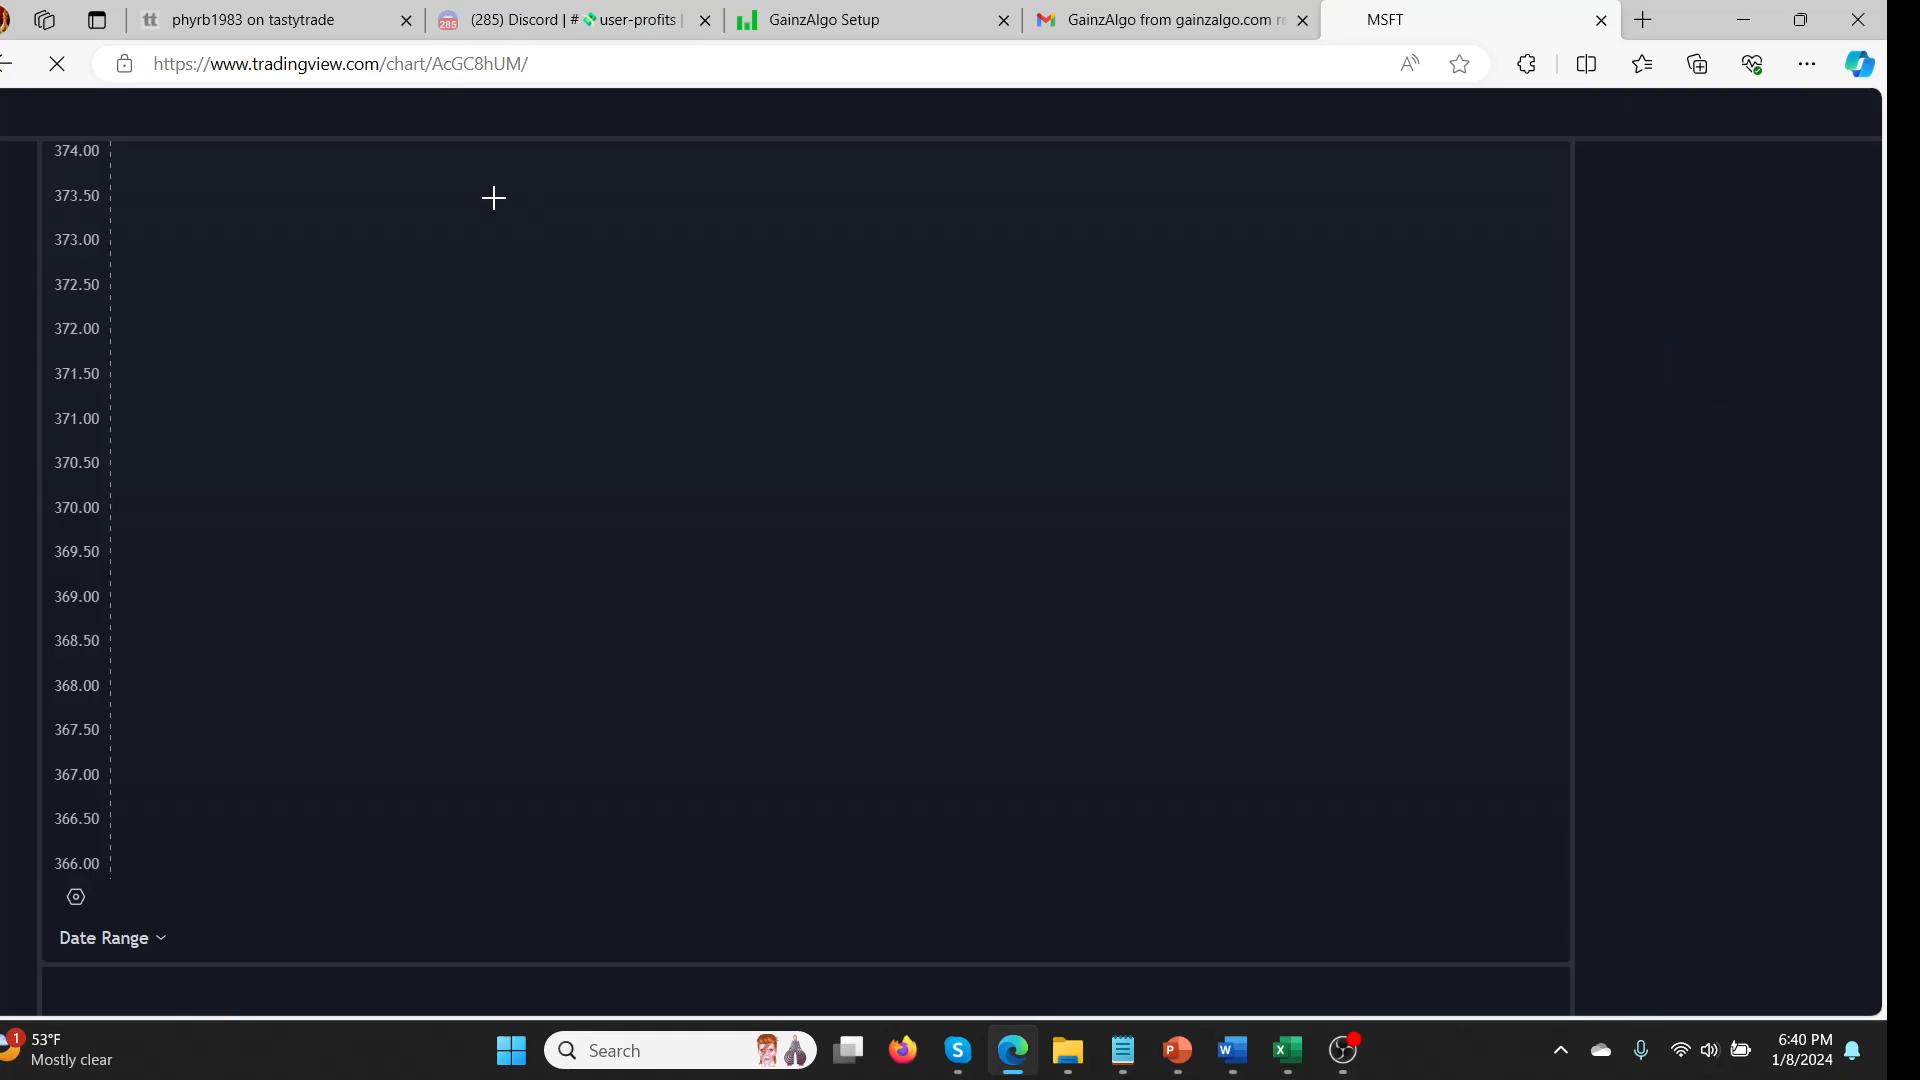 phyrb1983 on tastytrade
285
(285) Discord | # user-profits |
GainzAlgo Setup
GainzAlgo from gainzalgo.com re
MSFT
https://www.tradingview.com/chart/AcGC8hUM/
374.00
373.50
373.00
372.50
372.00
371.50
371.00
370.50
370.00
369.50
369.00
368.50
368.00
367.50
367.00
366.50
366.00
Date Range
1
53°F
Mostly clear
Search
6:40 PM
1/8/2024